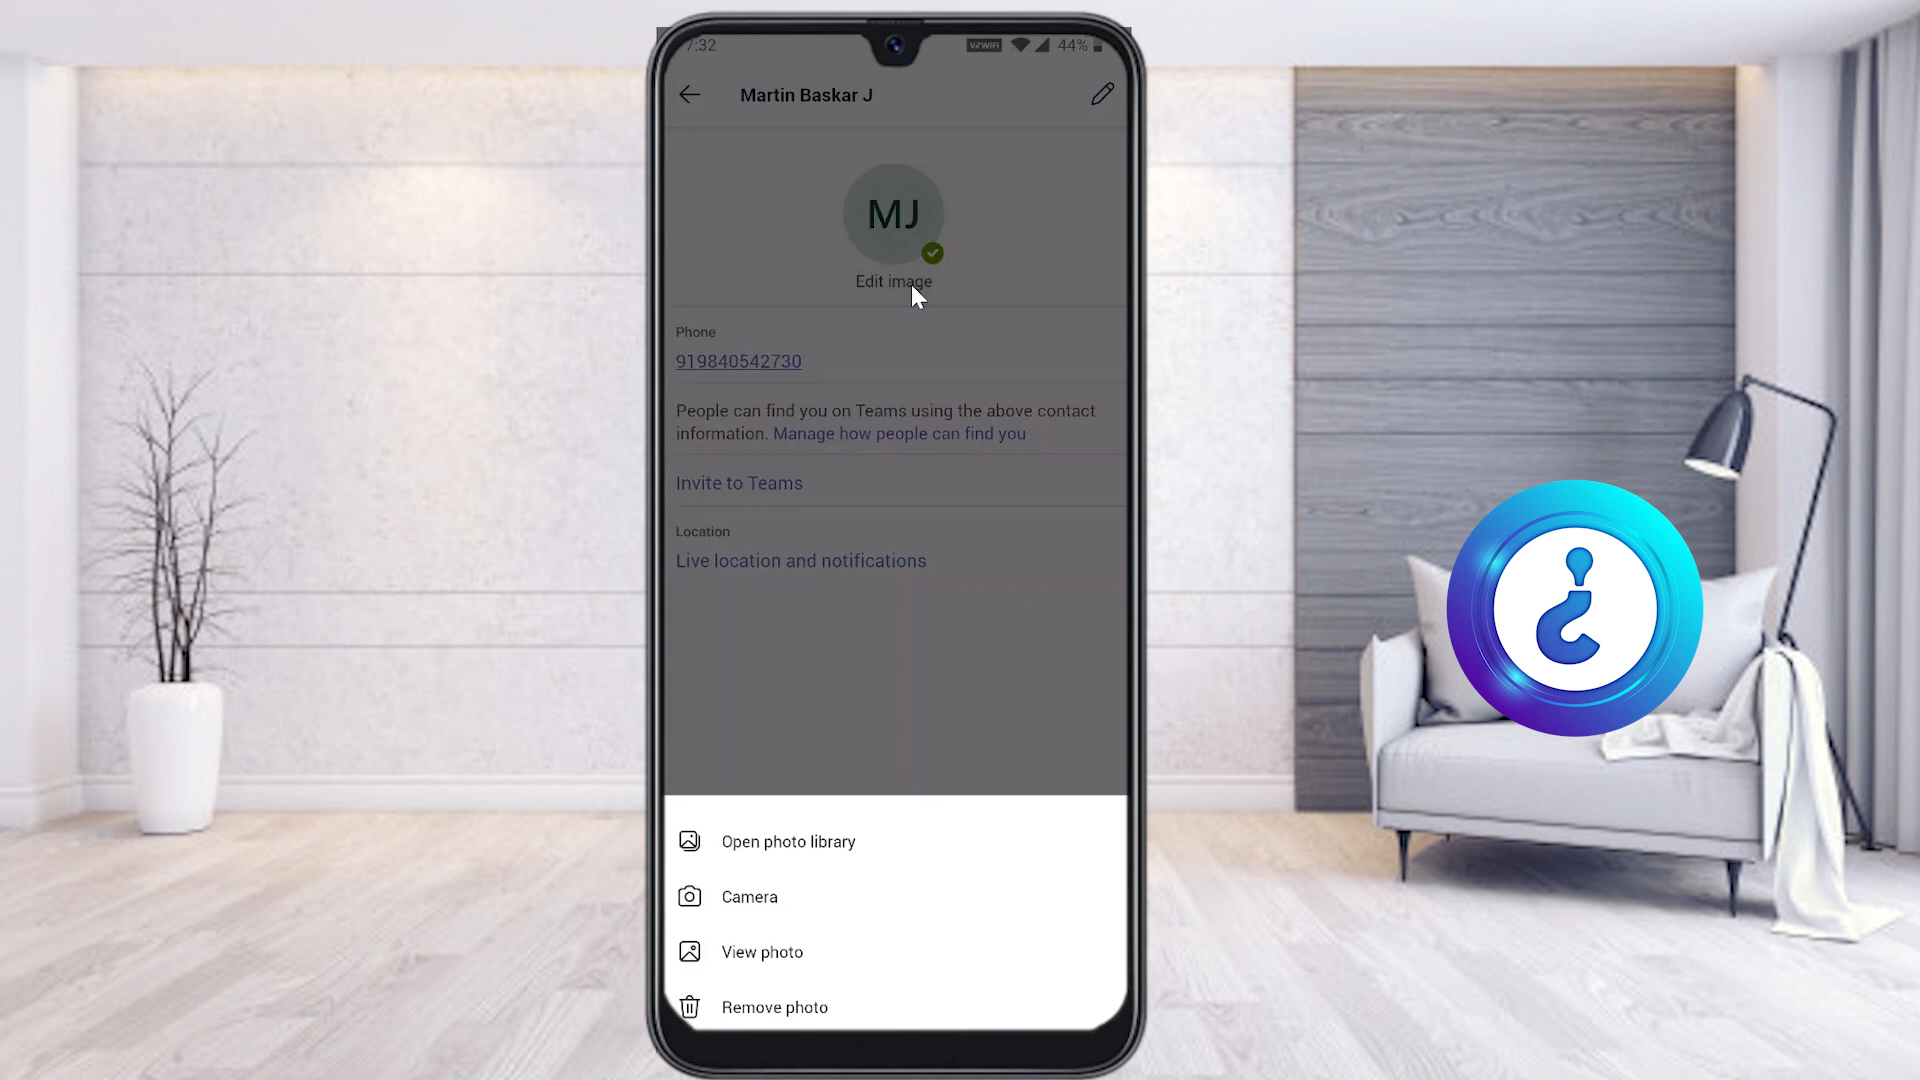 7:32
VoWiFi
44%
Martin Baskar J
MJ
Edit image
Phone
919840542730
People can find you on Teams using the above contact
information. Manage how people can find you
Invite to Teams
Location
Live location and notifications
Open photo library
Camera
View photo
Remove photo